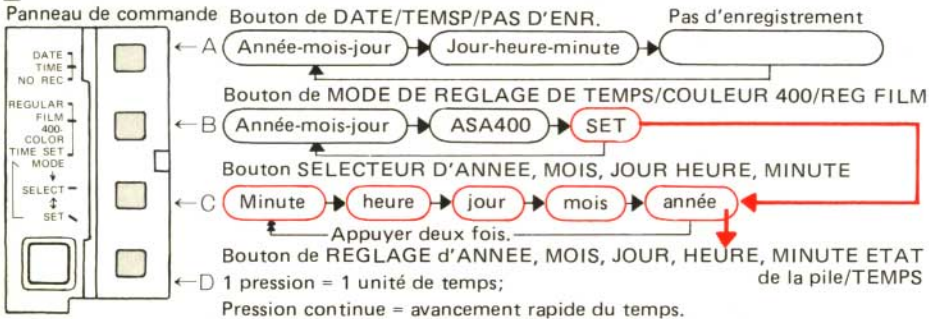 Panneau de commande
Bouton de DATE/TEMSP/PAS D'ENR.
Pas d'enregistrement
A
Année-mois-jour
Jour-heure-minute
DATE
TIME
NO REC
Bouton de MODE DE REGLAGE DE TEMPS/COULEUR 400/REG FILM
REGULAR
FILM
400-
COLOR
TIME SET
MODE
B
Année-mois-jour
ASA400
SET
Bouton SELECTEUR D'ANNEE, MOIS, JOUR HEURE, MINUTE
SELECT
SET
C
Minute
heure
jour
mois
année
Appuyer deux fois.
Bouton de REGLAGE d'ANNEE, MOIS, JOUR, HEURE, MINUTE ETAT
de la pile/TEMPS
D 1 pression = 1 unité de temps;
Pression continue = avancement rapide du temps.